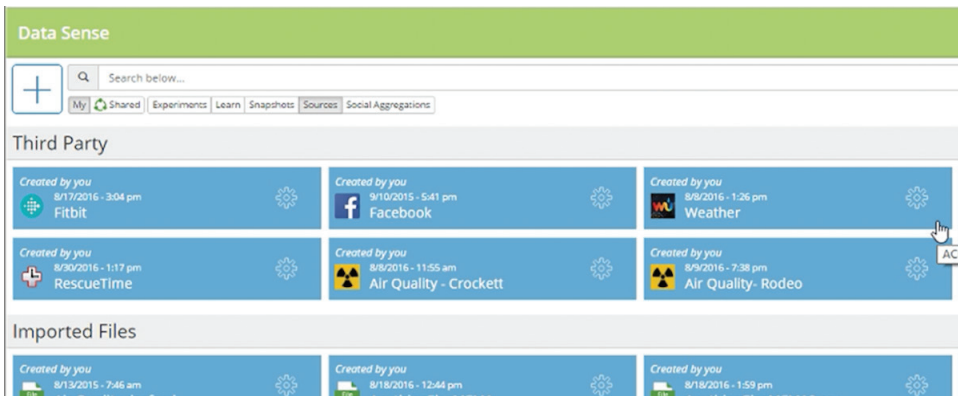 Data Sense
Search below...
My Shared Experiments Learn Snapshots Sources Social Aggregations
Third Party
Created by you
8/17/2016 - 3:04 pm
Fitbit
Created by you
9/10/2015 - 5:41 pm
Facebook
Created by you
8/8/2016 - 1:26 pm
Weather
Created by you
8/30/2016 - 1:17 pm
RescueTime
Created by you
8/8/2016 - 11:55 am
Air Quality - Crockett
Created by you
8/9/2016 - 7:38 pm
Air Quality- Rodeo
AC
Imported Files
Created by you
8/13/2015 - 7:46 am
Created by you
8/18/2016 - 12:44 pm
Created by you
8/18/2016 - 1:59 pm